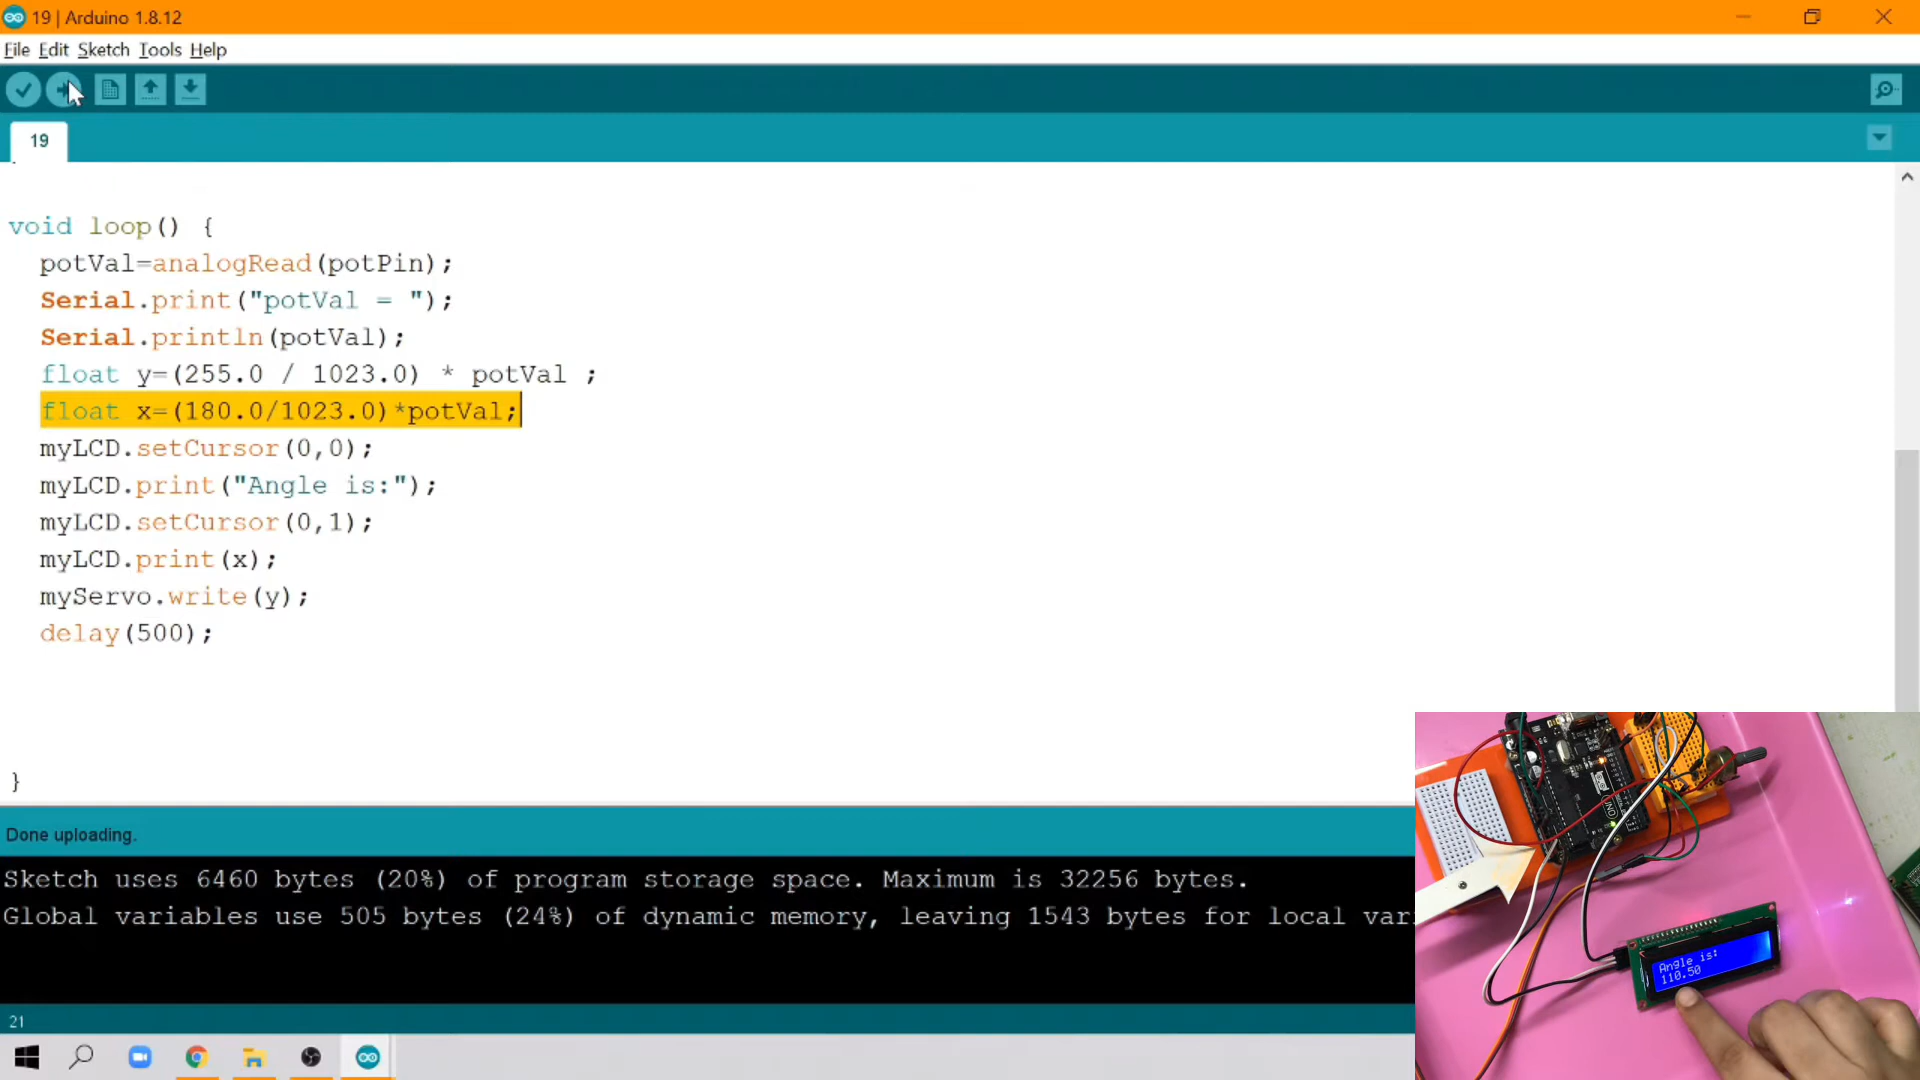 19 | Arduino 1.8.12
File Edit Sketch Tools Help
19
void loop() {
potVal=analogRead(potPin);
Serial.print("potVal = ");
Serial.println(potVal);
float y=(255.0 / 1023.0) * potVal ;
float x=(180.0/1023.0)*potVal;
myLCD.setCursor(0,0);
myLCD.print("Angle is:");
myLCD.setCursor(0,1);
myLCD.print(x);
myServo.write(y);
delay(500);
}
Done uploading.
Sketch uses 6460 bytes (20%) of program storage space. Maximum is 32256 bytes.
Global variables use 505 bytes (24%) of dynamic memory, leaving 1543 bytes for local var
21
UNO
Angle is:
110.50